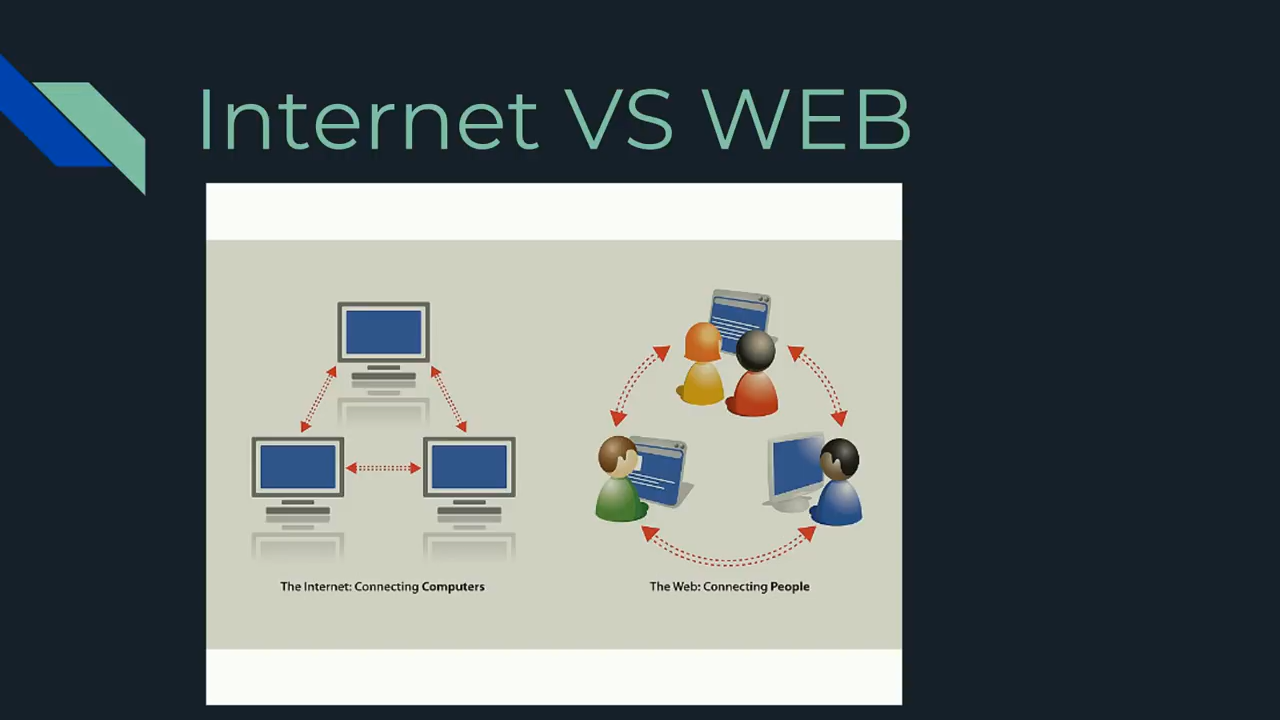 Internet VS WEB
The Internet: Connecting Computers
The Web: Connecting People